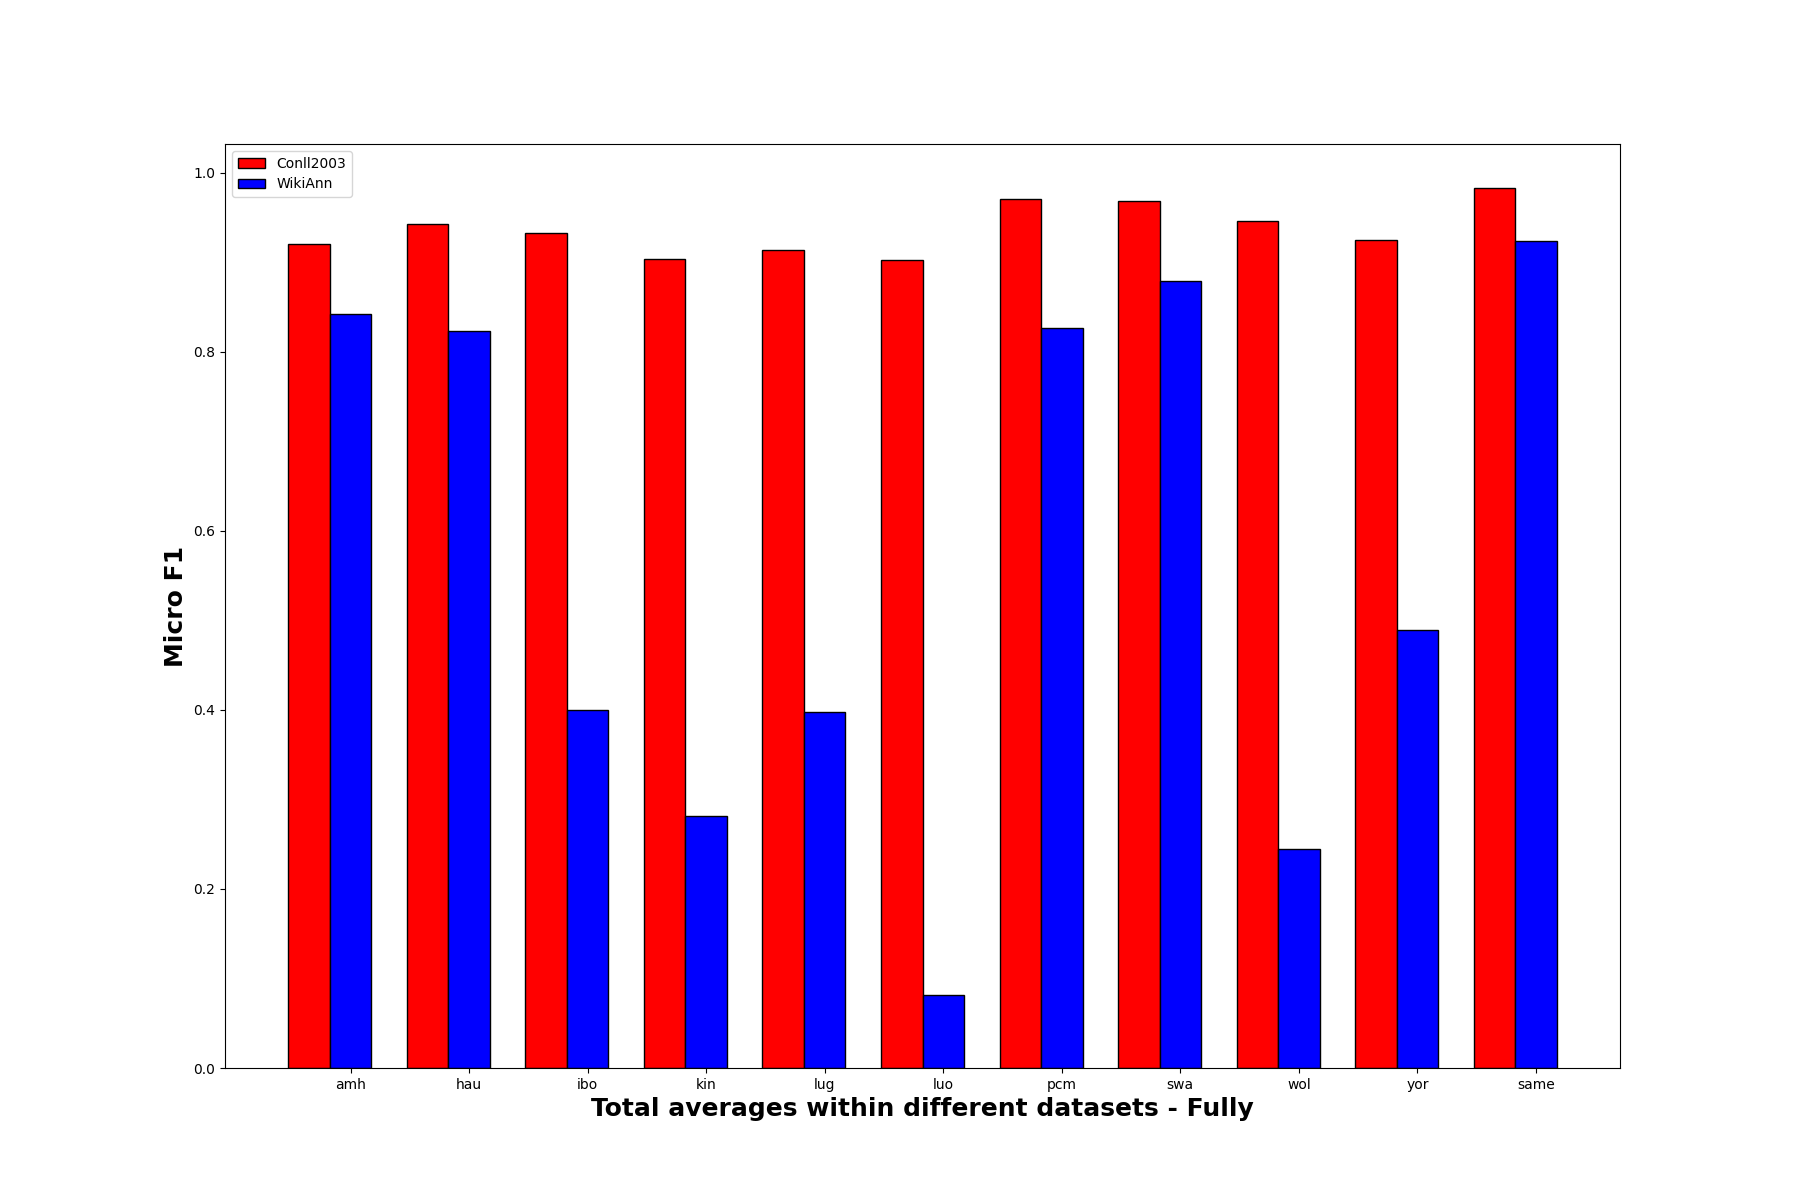 Conll2003
WikiAnn
1.0
0.8
0.6
0.4
0.2
0.0
Micro F1
amh hau ibo kin lug luo pcm swa wol yor same
Total averages within different datasets - Fully